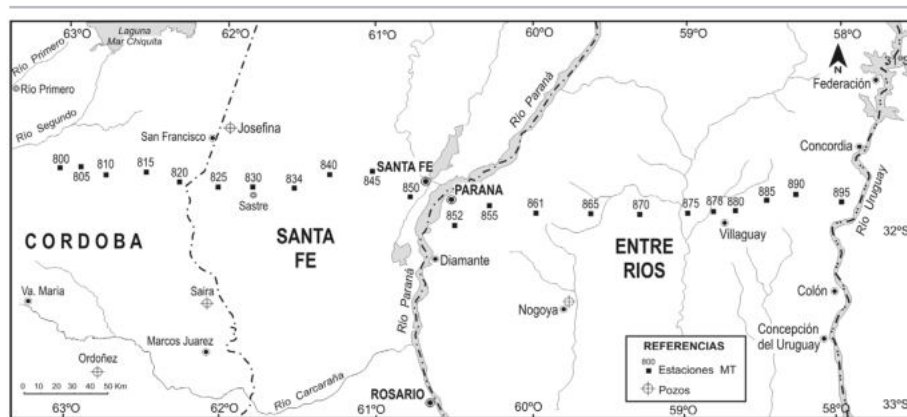 63°O
62°O
61°O
60°O
59°O
58°O
Laguna
Mar Chiquita
31°S
Río Primero
Río Paraná
N
Federación
Río Primero
Josefina
Río Segundo
San Francisco
Concordia
800
805
810
815
820
825
830
834
840
845
SANTA FE
850
PARANA
852
855
861
865
870
875
878
880
885
890
895
Sastre
Villaguay
Río Uruguay
32°S
CORDOBA
SANTA
FE
ENTRE
RIOS
Diamante
Va. Maria
Saira
Río Paraná
Nogoya
Colón
Marcos Juarez
Concepción
del Uruguay
Ordoñez
0 10 20 30 40 50 Km
Río Carcaraña
ROSARIO
REFERENCIAS
800
Estaciones MT
Pozos
33°S
63°O
62°O
61°O
60°O
59°O
58°O